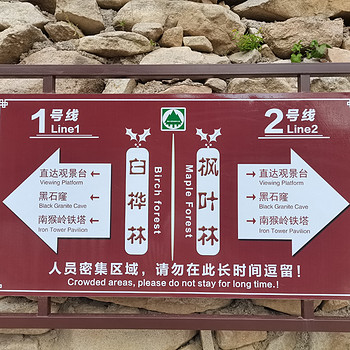 1号线
Line1
直达观景台
Viewing Platform
黑石窿
Black Granite Cave
南猴岭铁塔
Iron Tower Pavilion
白桦林
Birch forest
枫叶林
Maple Forest
2号线
Line2
直达观景台
Viewing Platform
黑石窿
Black Granite Cave
南猴岭铁塔
Iron Tower Pavilion
人员密集区域，请勿在此长时间逗留！
Crowded areas, please do not stay for long time.！